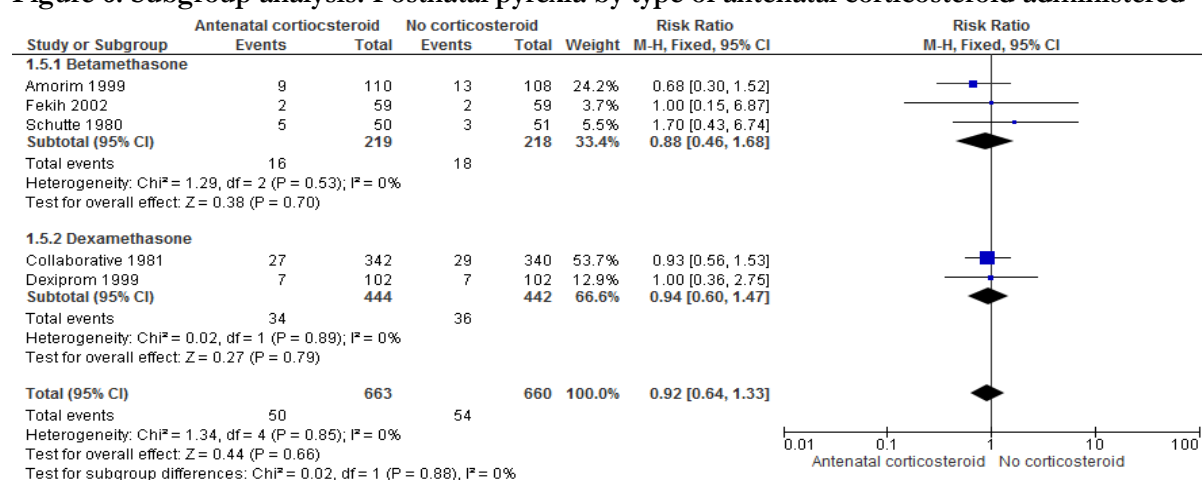 Figure 6. Subgroup analysis: Postnatal pyrexia by type of antenatal corticosteroid administered
Antenatal cortiocsteroid No corticosteroid Risk Ratio Risk Ratio
Study or Subgroup Events Total Events Total Weight M-H, Fixed, 95% CI M-H, Fixed, 95% CI
1.5.1 Betamethasone
Amorim 1999 9 110 13 108 24.2% 0.68 [0.30, 1.52]
Fekih 2002 2 59 2 59 3.7% 1.00 [0.15, 6.87]
Schutte 1980 5 50 3 51 5.5% 1.70 [0.43, 6.74]
Subtotal (95% CI) 219 218 33.4% 0.88 [0.46, 1.68]
Total events 16 18
Heterogeneity: Chi² = 1.29, df = 2 (P = 0.53); I² = 0%
Test for overall effect: Z = 0.38 (P = 0.70)
1.5.2 Dexamethasone
Collaborative 1981 27 342 29 340 53.7% 0.93 [0.56, 1.53]
Dexiprom 1999 7 102 7 102 12.9% 1.00 [0.36, 2.75]
Subtotal (95% CI) 444 442 66.6% 0.94 [0.60, 1.47]
Total events 34 36
Heterogeneity: Chi² = 0.02, df = 1 (P = 0.89); I² = 0%
Test for overall effect: Z = 0.27 (P = 0.79)
Total (95% CI) 663 660 100.0% 0.92 [0.64, 1.33]
Total events 50 54
Heterogeneity: Chi² = 1.34, df = 4 (P = 0.85); I² = 0%
Test for overall effect: Z = 0.44 (P = 0.66)
Test for subgroup differences: Chi² = 0.02, df = 1 (P = 0.88), I² = 0%
0.01 0.1 1 10 100
Antenatal corticosteroid No corticosteroid